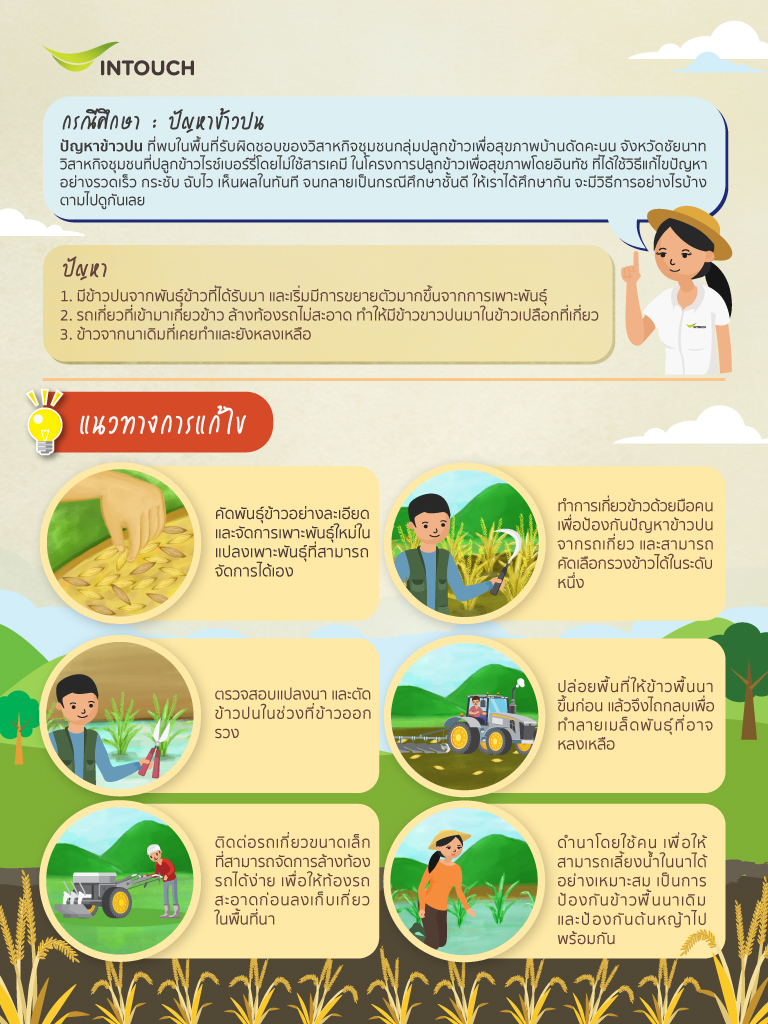 INTOUCH
กรณีศึกษา : ปัญหาข้าวปน
ปัญหาข้าวปน ที่พบในพื้นที่รับผิดชอบของวิสาหกิจชุมชนกลุ่มปลูกข้าวเพื่อสุขภาพบ้านดัดคะนน จังหวัดชัยนาท
วิสาหกิจชุมชนที่ปลูกข้าวไรซ์เบอร์รี่โดยไม่ใช้สารเคมี ในโครงการปลูกข้าวเพื่อสุขภาพโดยอินทัช ที่ได้ใช้วิธีแก้ไขปัญหา
อย่างรวดเร็ว กระชับ ฉับไว เห็นผลในทันที จนกลายเป็นกรณีศึกษาชั้นดี ให้เราได้ศึกษากัน จะมีวิธีการอย่างไรบ้าง
ตามไปดูกันเลย
ปัญหา
1. มีข้าวปนจากพันธุ์ข้าวที่ได้รับมา และเริ่มมีการขยายตัวมากขึ้นจากการเพาะพันธุ์
2. รถเกี่ยวที่เข้ามาเกี่ยวข้าว ล้างท้องรถไม่สะอาด ทำให้มีข้าวขาวปนมาในข้าวเปลือกที่เกี่ยว
3. ข้าวจากนาเดิมที่เคยทำและยังหลงเหลือ
INTOUCH
แนวทางการแก้ไข
คัดพันธุ์ข้าวอย่างละเอียด
และจัดการเพาะพันธุ์ใหม่ใน
แปลงเพาะพันธุ์ที่สามารถ
จัดการได้เอง
ทำการเกี่ยวข้าวด้วยมือคน
เพื่อป้องกันปัญหาข้าวปน
จากรถเกี่ยว และสามารถ
คัดเลือกรวงข้าวได้ในระดับ
หนึ่ง
ตรวจสอบแปลงนา และตัด
ข้าวปนในช่วงที่ข้าวออก
รวง
ปล่อยพื้นที่ให้ข้าวพื้นนา
ขึ้นก่อน แล้วจึงไถกลบเพื่อ
ทำลายเมล็ดพันธุ์ที่อาจ
หลงเหลือ
ติดต่อรถเกี่ยวขนาดเล็ก
ที่สามารถจัดการล้างท้อง
รถได้ง่าย เพื่อให้ท้องรถ
สะอาดก่อนลงเก็บเกี่ยว
ในพื้นที่นา
ดำนาโดยใช้คน เพื่อให้
สามารถเลี้ยงน้ำในนาได้
อย่างเหมาะสม เป็นการ
ป้องกันข้าวพื้นนาเดิม
และป้องกันต้นหญ้าไป
พร้อมกัน